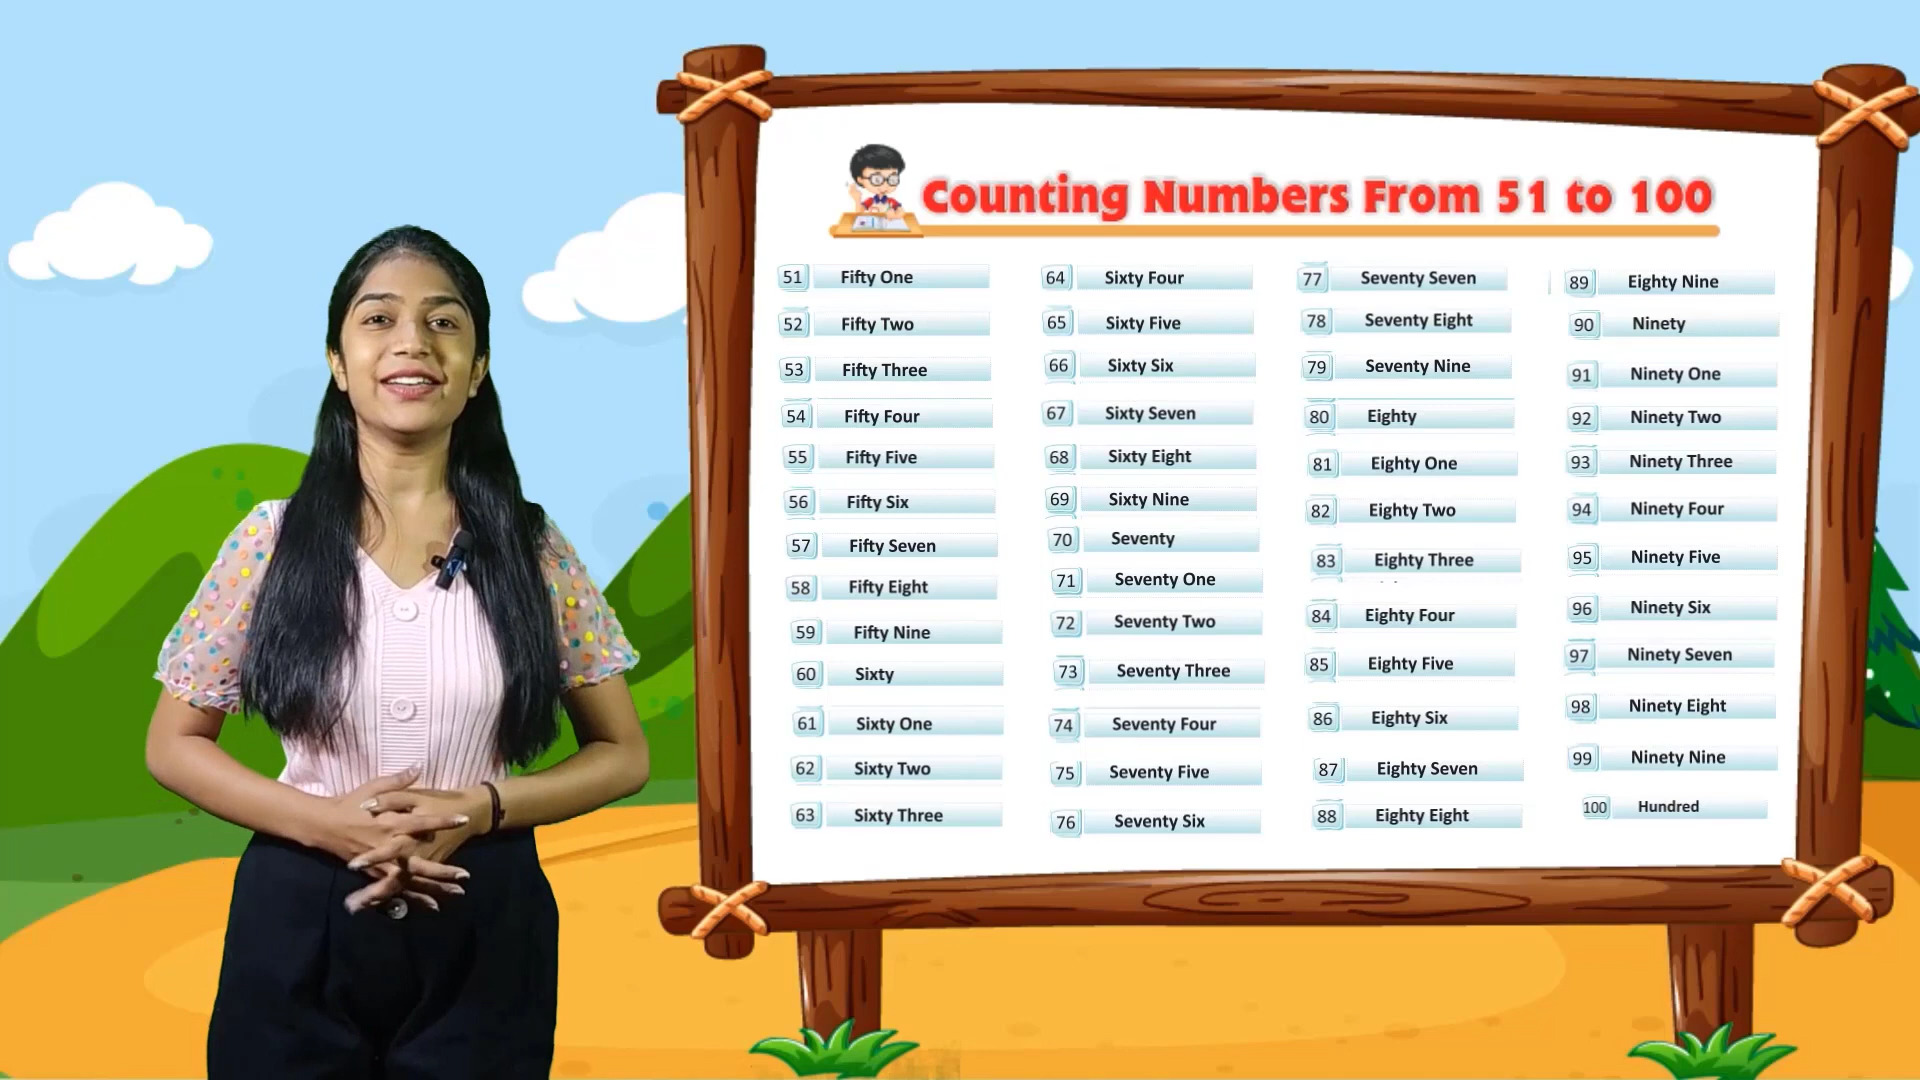 Counting Numbers From 51 to 100
51 Fifty One
52 Fifty Two
53 Fifty Three
54 Fifty Four
55 Fifty Five
56 Fifty Six
57 Fifty Seven
58 Fifty Eight
59 Fifty Nine
60 Sixty
61 Sixty One
62 Sixty Two
63 Sixty Three
64 Sixty Four
65 Sixty Five
66 Sixty Six
67 Sixty Seven
68 Sixty Eight
69 Sixty Nine
70 Seventy
71 Seventy One
72 Seventy Two
73 Seventy Three
74 Seventy Four
75 Seventy Five
76 Seventy Six
77 Seventy Seven
78 Seventy Eight
79 Seventy Nine
80 Eighty
81 Eighty One
82 Eighty Two
83 Eighty Three
84 Eighty Four
85 Eighty Five
86 Eighty Six
87 Eighty Seven
88 Eighty Eight
89 Eighty Nine
90 Ninety
91 Ninety One
92 Ninety Two
93 Ninety Three
94 Ninety Four
95 Ninety Five
96 Ninety Six
97 Ninety Seven
98 Ninety Eight
99 Ninety Nine
100 Hundred